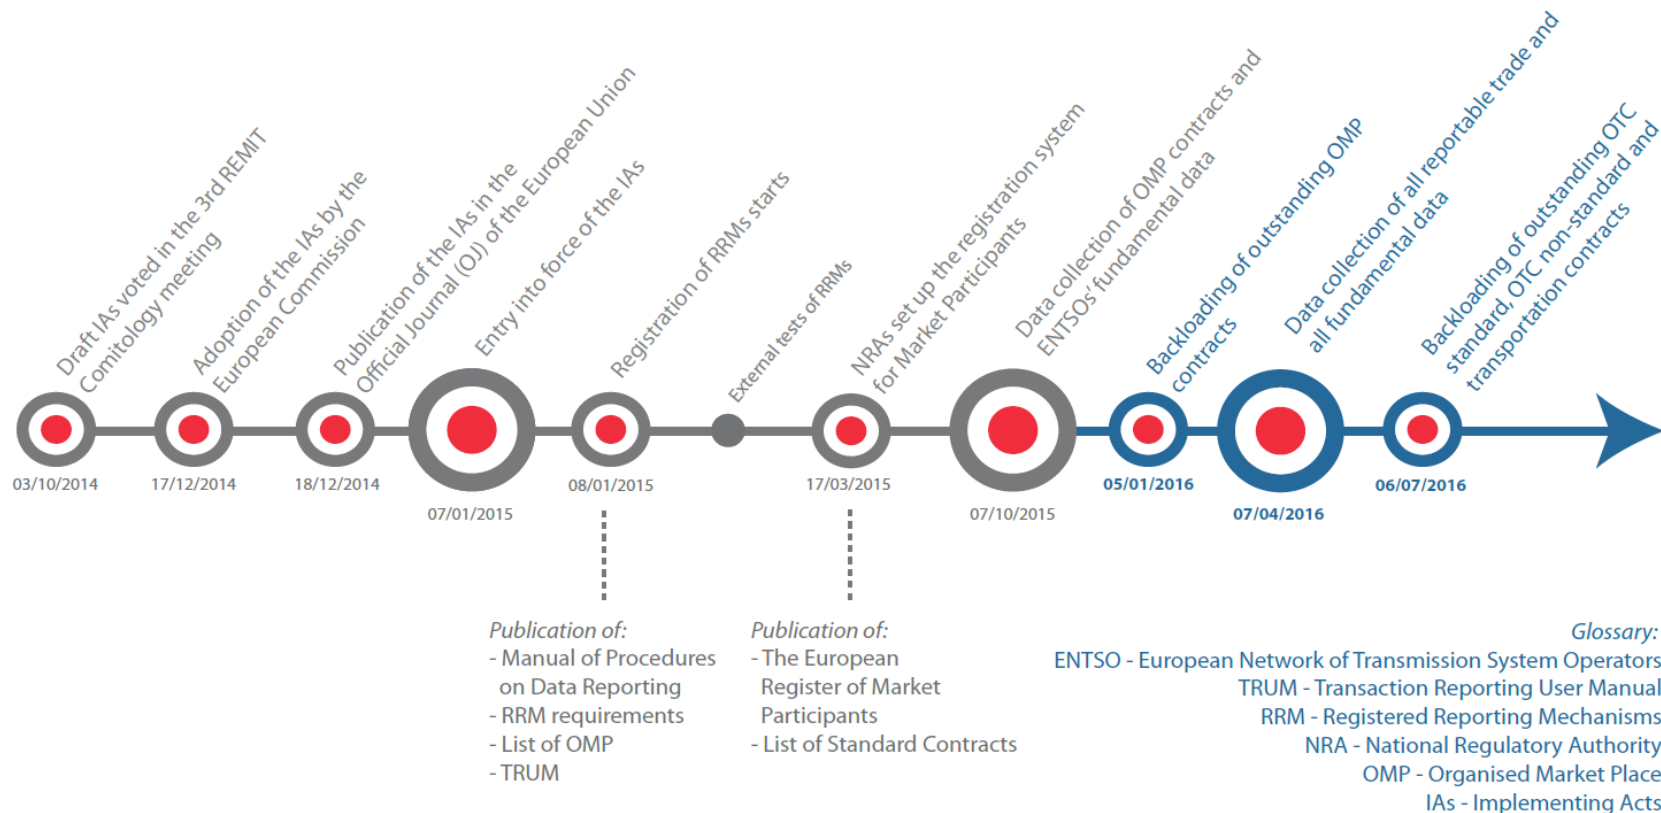 Draft IAs voted in the 3rd REMIT
Comitology meeting
03/10/2014
Adoption of the IAs by the
European Commission
17/12/2014
Publication of the IAs in the
Official Journal (OJ) of the European Union
18/12/2014
Entry into force of the IAs
07/01/2015
Registration of RRMs starts
08/01/2015
External tests of RRMs
NRAs set up the registration system
for Market Participants
17/03/2015
Data collection of OMP contracts and
ENTSOs' fundamental data
07/10/2015
Backloading of outstanding OMP
contracts
05/01/2016
Data collection of all reportable trade and
all fundamental data
07/04/2016
Backloading of outstanding OTC
standard, OTC non-standard and
transportation contracts
06/07/2016
Publication of:
- Manual of Procedures
on Data Reporting
- RRM requirements
- List of OMP
- TRUM
Publication of:
- The European
Register of Market
Participants
- List of Standard Contracts
Glossary:
ENTSO - European Network of Transmission System Operators
TRUM - Transaction Reporting User Manual
RRM - Registered Reporting Mechanisms
NRA - National Regulatory Authority
OMP - Organised Market Place
IAs - Implementing Acts